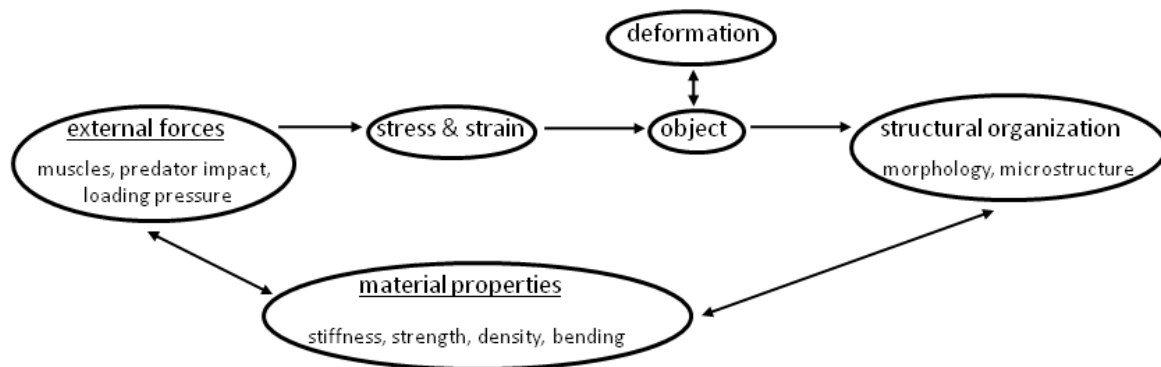 deformation
external forces
muscles, predator impact,
loading pressure
stress & strain
object
structural organization
morphology, microstructure
material properties
stiffness, strength, density, bending